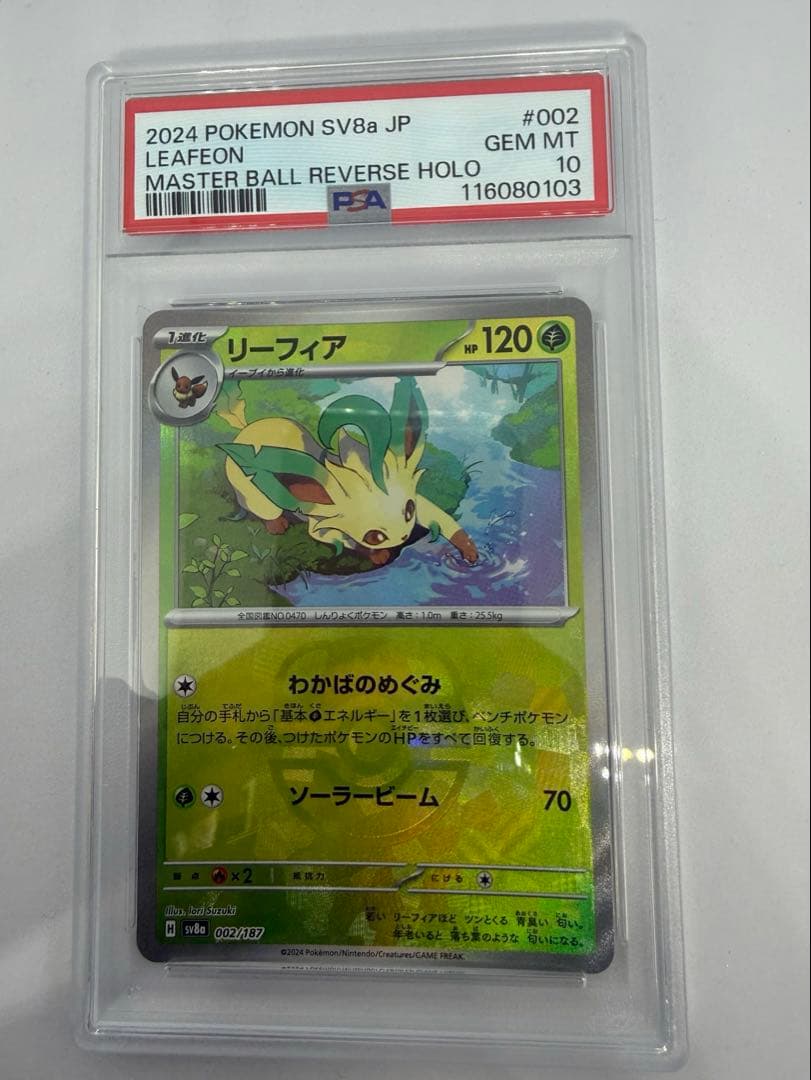 2024 POKEMON SV8a JP #002
LEAFEON GEM MT
MASTER BALL REVERSE HOLO 10
PSA 116080103
1進化 リーフィア HP 120
イーブイから進化
全国図鑑NO.0470 しんりょくポケモン 高さ:1.0m 重さ:25.5kg
わかばのめぐみ
自分の手札から「基本エネルギー」を1枚選び、ベンチポケモン
につける。その後、つけたポケモンのHPをすべて回復する。
ソーラービーム 70
弱点 ×2 抵抗力 にげる
Illus. Iori Suzuki
若い リーフィアほど ツンとくる 青臭い 匂い。
H sv8a 002/187
年老いると 落ち葉のような 匂いになる。
©2024 Pokémon/Nintendo/Creatures/GAME FREAK.